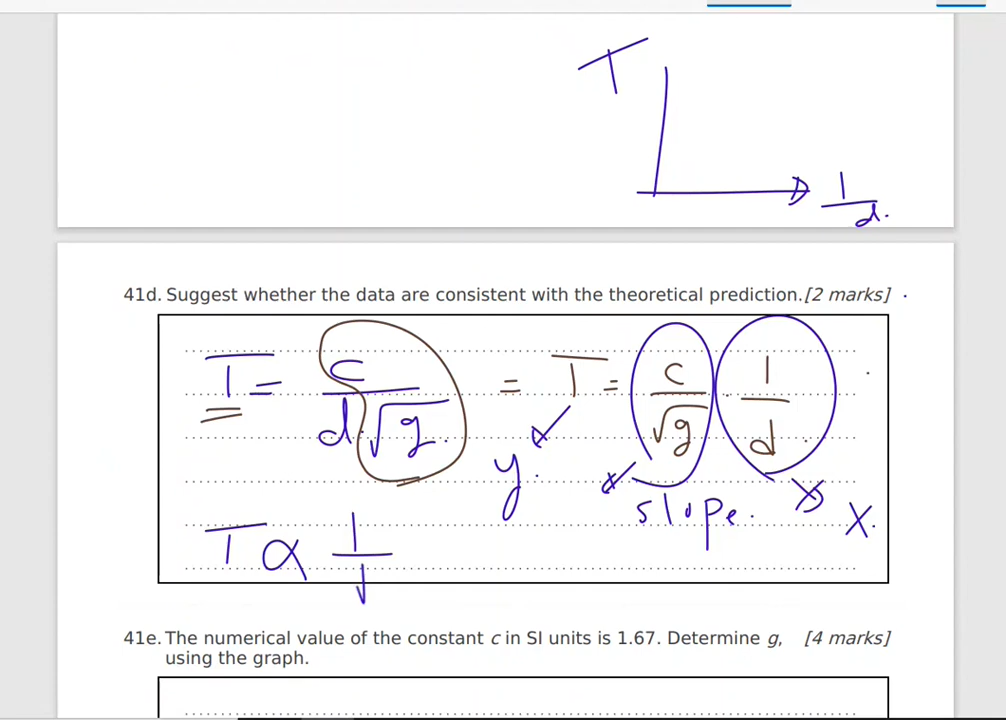 T
1/d.
41d. Suggest whether the data are consistent with the theoretical prediction. [2 marks]
T = c/(d√g) = T = c/√g · 1/d
y. slope. x.
T ∝ 1/
41e. The numerical value of the constant c in SI units is 1.67. Determine g, [4 marks]
using the graph.